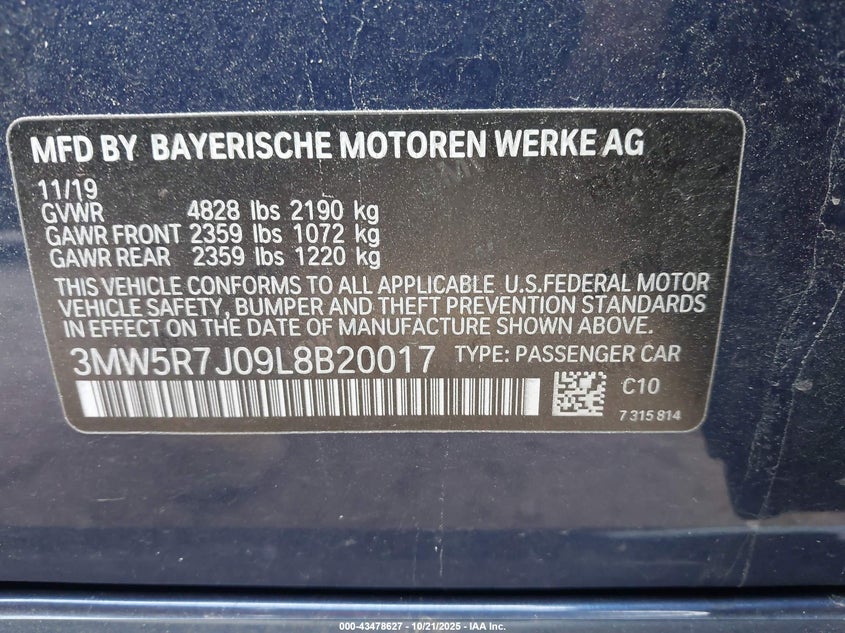 MFD BY BAYERISCHE MOTOREN WERKE AG
11/19
GVWR 4828 lbs 2190 kg
GAWR FRONT 2359 lbs 1072 kg
GAWR REAR 2359 lbs 1220 kg
THIS VEHICLE CONFORMS TO ALL APPLICABLE U.S.FEDERAL MOTOR
VEHICLE SAFETY, BUMPER AND THEFT PREVENTION STANDARDS
IN EFFECT ON THE DATE OF MANUFACTURE SHOWN ABOVE.
3MW5R7J09L8B20017 TYPE: PASSENGER CAR
C10
7 315 814
000-43478627 - 10/21/2025 - IAA Inc.